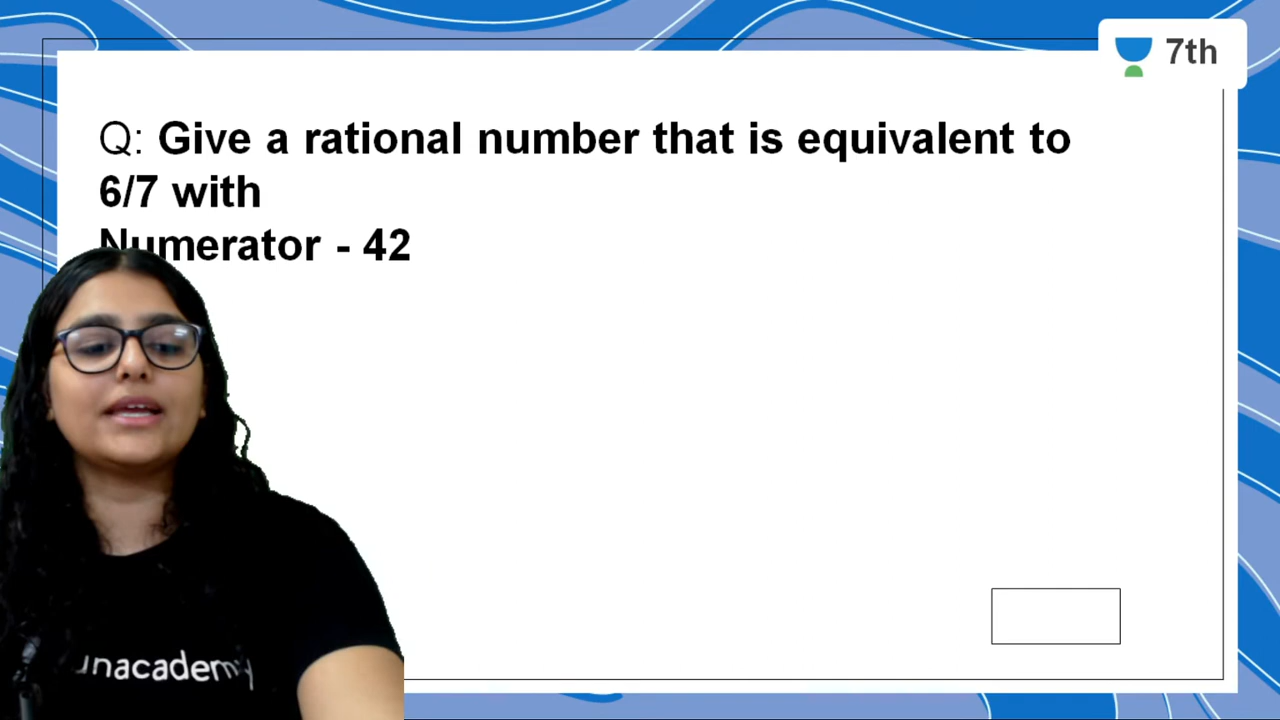 7th
Q: Give a rational number that is equivalent to
6/7 with
Numerator - 42
unacademy